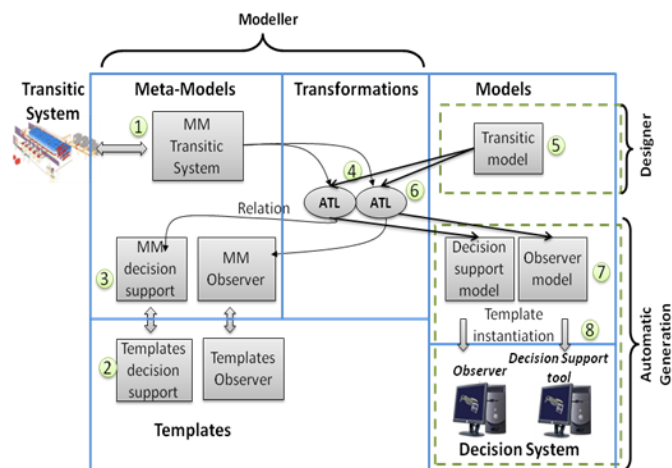 Modeller
Transitic
System
Meta-Models
Transformations
Models
1
MM
Transitic
System
Transitic
model
5
Designer
4
6
ATL
ATL
Relation
3
MM
decision
support
MM
Observer
Decision
support
model
Observer
model
7
Template
instantiation
8
2
Templates
decision
support
Templates
Observer
Observer
Decision Support
tool
Templates
Decision System
Automatic
Generation